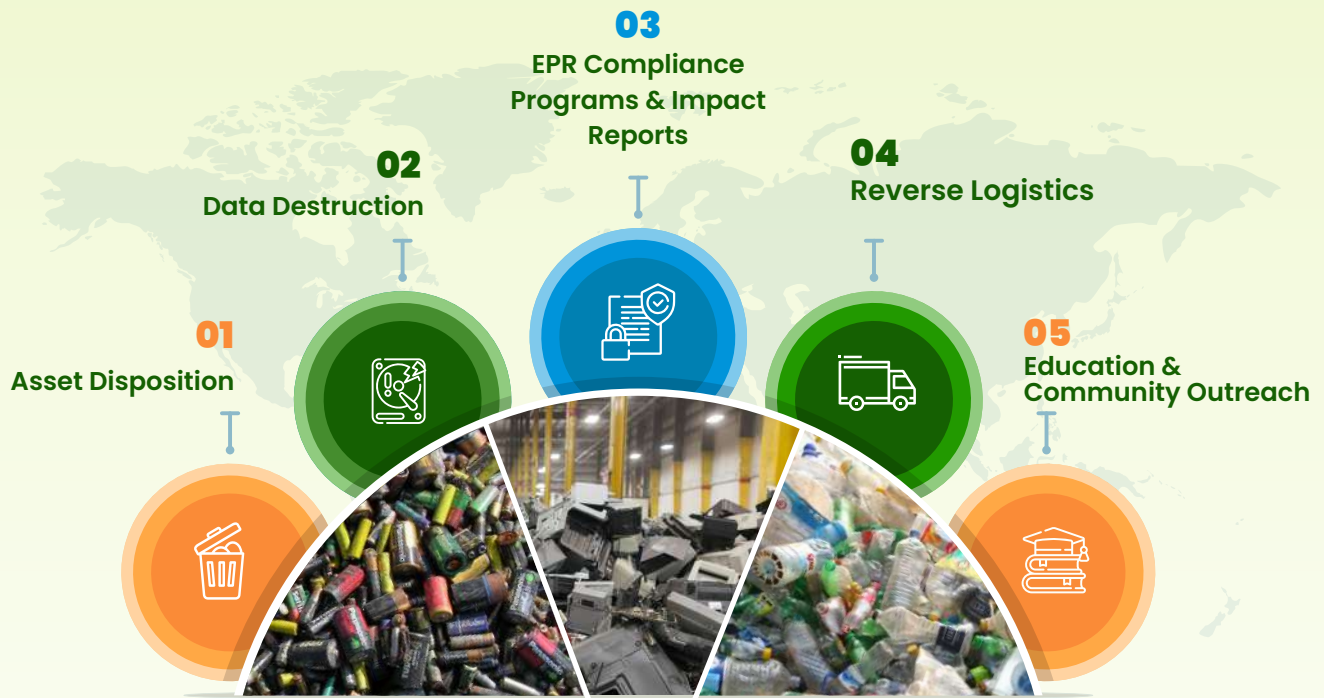 01
Asset Disposition
02
Data Destruction
03
EPR Compliance
Programs & Impact
Reports
04
Reverse Logistics
05
Education &
Community Outreach